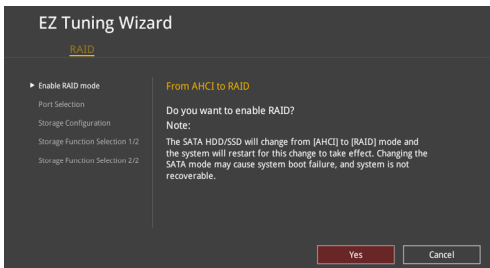 EZ Tuning Wizard
RAID
Enable RAID mode
Port Selection
Storage Configuration
Storage Function Selection 1/2
Storage Function Selection 2/2
From AHCI to RAID
Do you want to enable RAID?
Note:
The SATA HDD/SSD will change from [AHCI] to [RAID] mode and
the system will restart for this change to take effect. Changing the
SATA mode may cause system boot failure, and system is not
recoverable.
Yes
Cancel